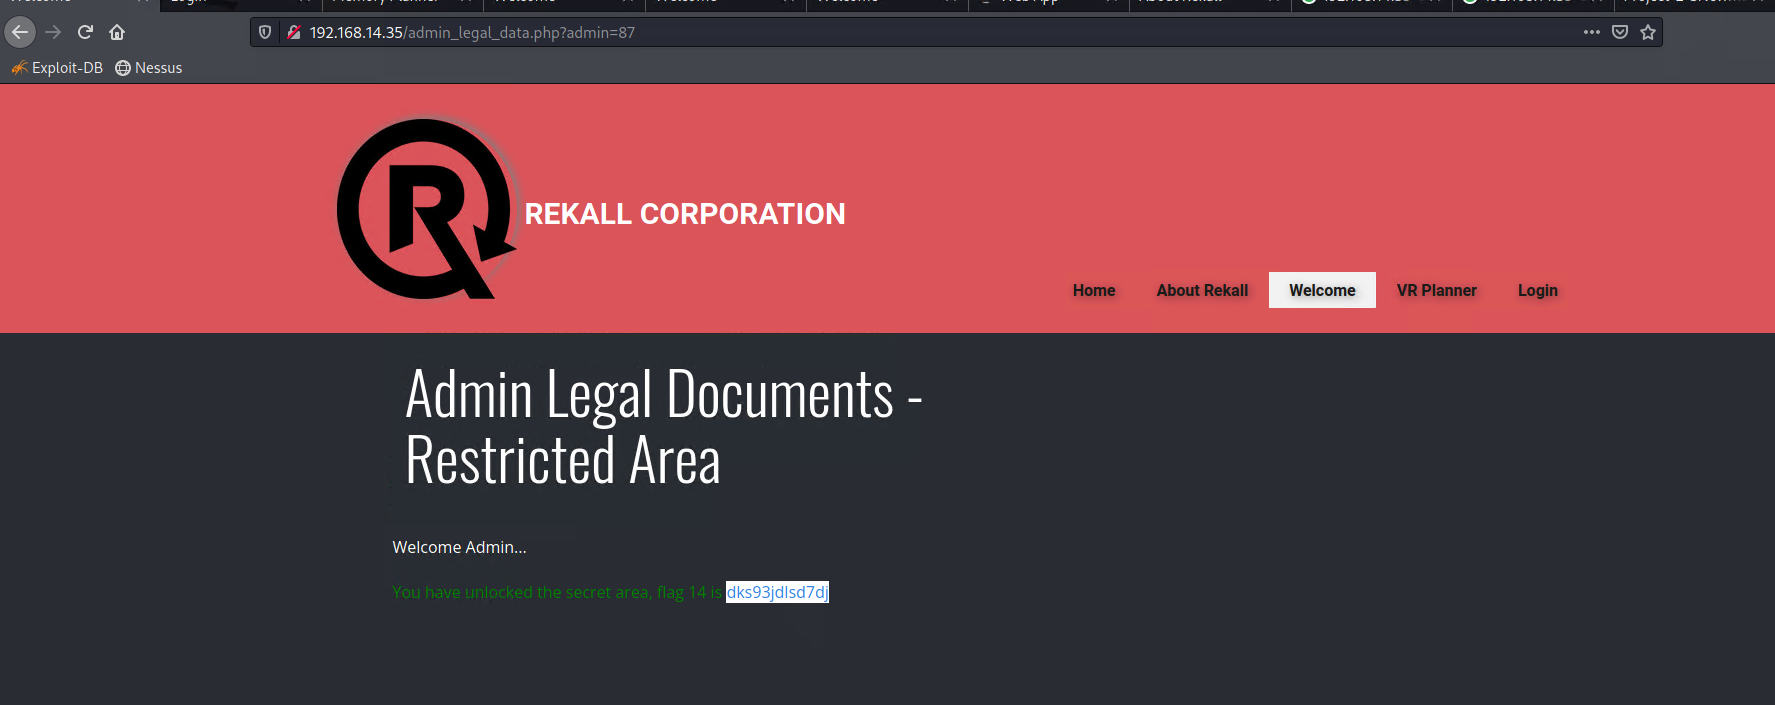 192.168.14.35/admin_legal_data.php?admin=87
Exploit-DB Nessus
R
REKALL CORPORATION
Home About Rekall Welcome VR Planner Login
Admin Legal Documents -
Restricted Area
Welcome Admin...
You have unlocked the secret area, flag 14 is dks93jdlsd7dj